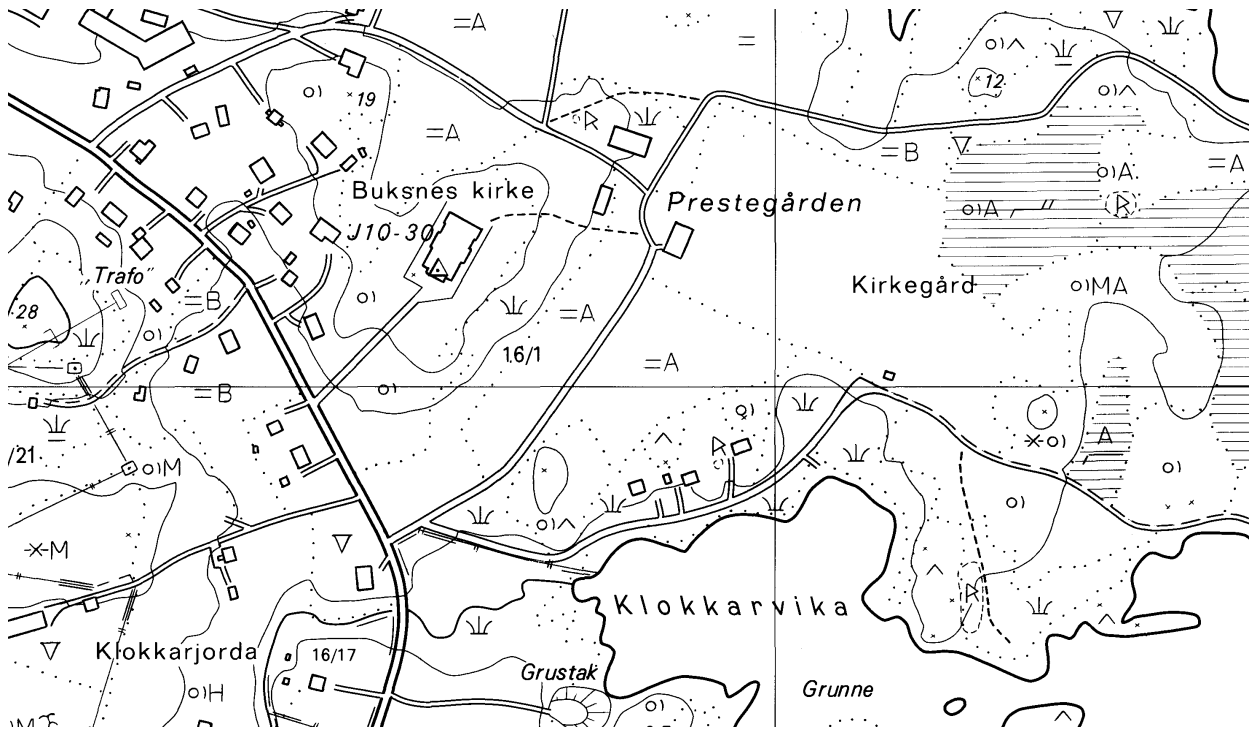 =A
=
12
19
=A
R
=B
=A
A
R
Buksnes kirke
Prestegården
A
J10-30
„Trafo”
Kirkegård
MA
=B
28
=A
16/1
=A
=B
/21
M
R
A
M
R
Klokkarvika
Klokkarjorda
16/17
Grustak
Grunne
H